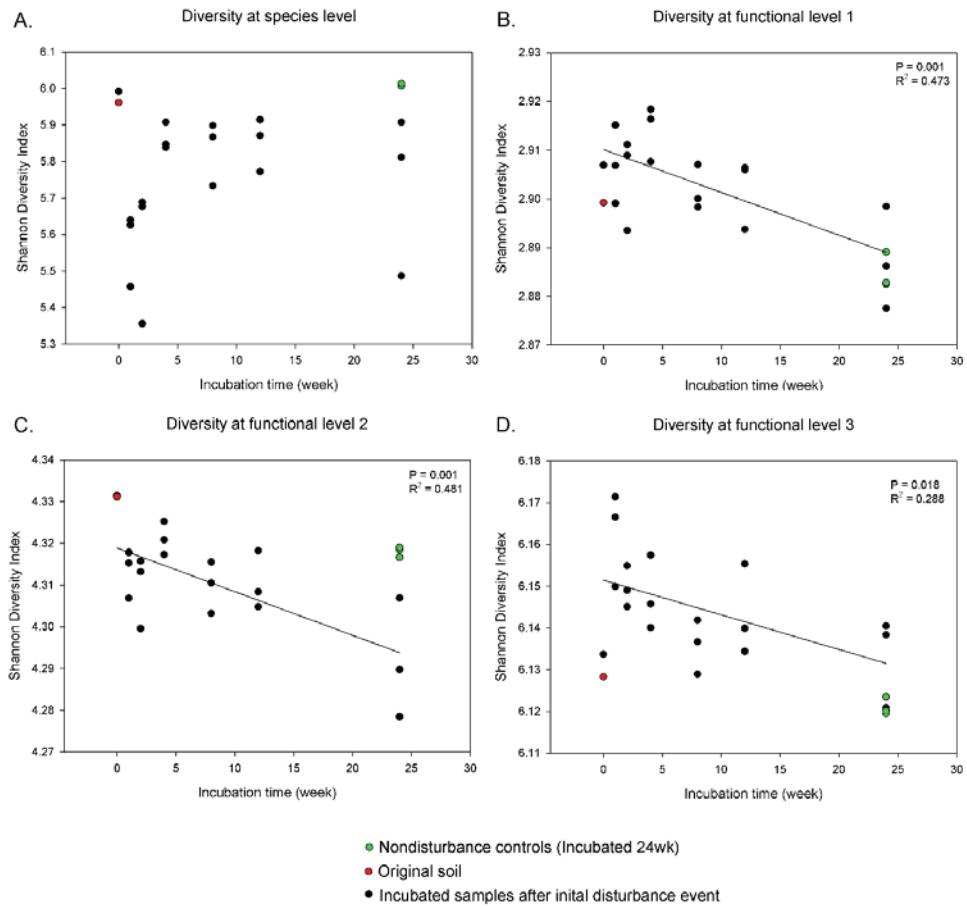 A.
Diversity at species level
6.1
6.0
5.9
5.8
5.7
5.6
5.5
5.4
5.3
Shannon Diversity Index
0
5
10
15
20
25
30
Incubation time (week)
B.
Diversity at functional level 1
P = 0.001
R² = 0.473
2.93
2.92
2.91
2.90
2.89
2.88
2.87
Shannon Diversity Index
0
5
10
15
20
25
30
Incubation time (week)
C.
Diversity at functional level 2
P = 0.001
R² = 0.481
4.34
4.33
4.32
4.31
4.30
4.29
4.28
4.27
Shannon Diversity Index
0
5
10
15
20
25
30
Incubation time (week)
D.
Diversity at functional level 3
P = 0.018
R² = 0.288
6.18
6.17
6.16
6.15
6.14
6.13
6.12
6.11
Shannon Diversity Index
0
5
10
15
20
25
30
Incubation time (week)
Nondisturbance controls (Incubated 24wk)
Original soil
Incubated samples after inital disturbance event